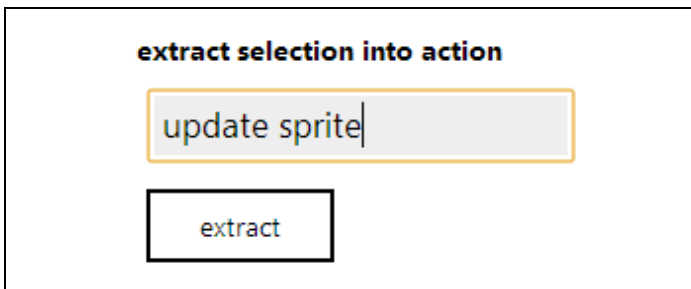 extract selection into action
update sprite
extract